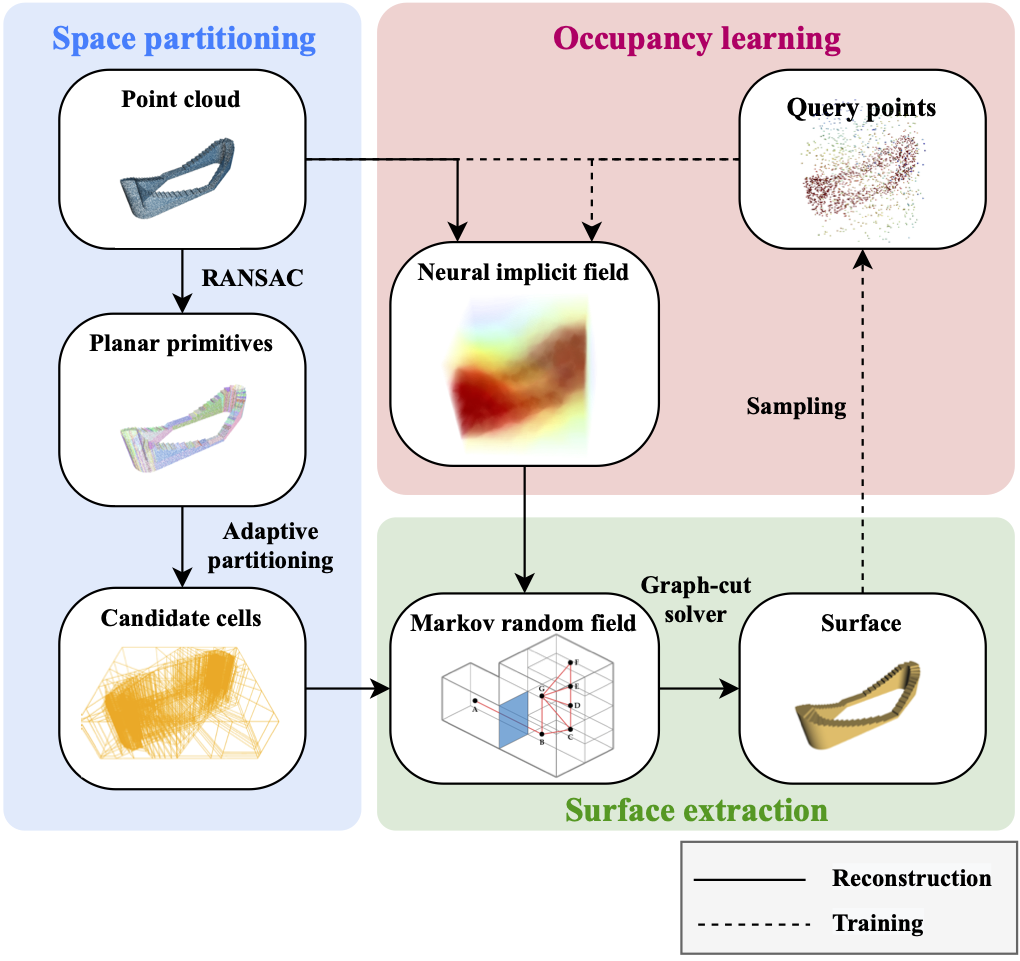 Space partitioning
Point cloud
RANSAC
Planar primitives
Adaptive
partitioning
Candidate cells
Occupancy learning
Query points
Neural implicit field
Sampling
Markov random field
F
G
E
A
D
B
C
Graph-cut
solver
Surface
Surface extraction
Reconstruction
Training